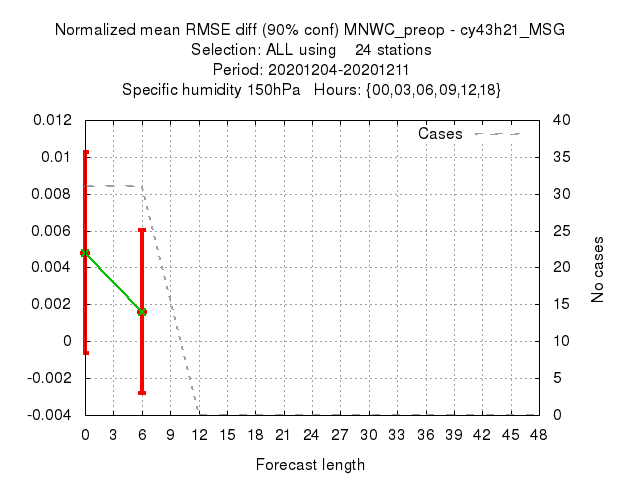 Normalized mean RMSE diff (90% conf) MNWC_preop - cy43h21_MSG
Selection: ALL using 24 stations
Period: 20201204-20201211
Specific humidity 150hPa Hours: {00,03,06,09,12,18}
Cases
0.012
0.01
0.008
0.006
0.004
0.002
0
-0.002
-0.004
40
35
30
25
20
15
10
5
0
No cases
0 3 6 9 12 15 18 21 24 27 30 33 36 39 42 45 48
Forecast length